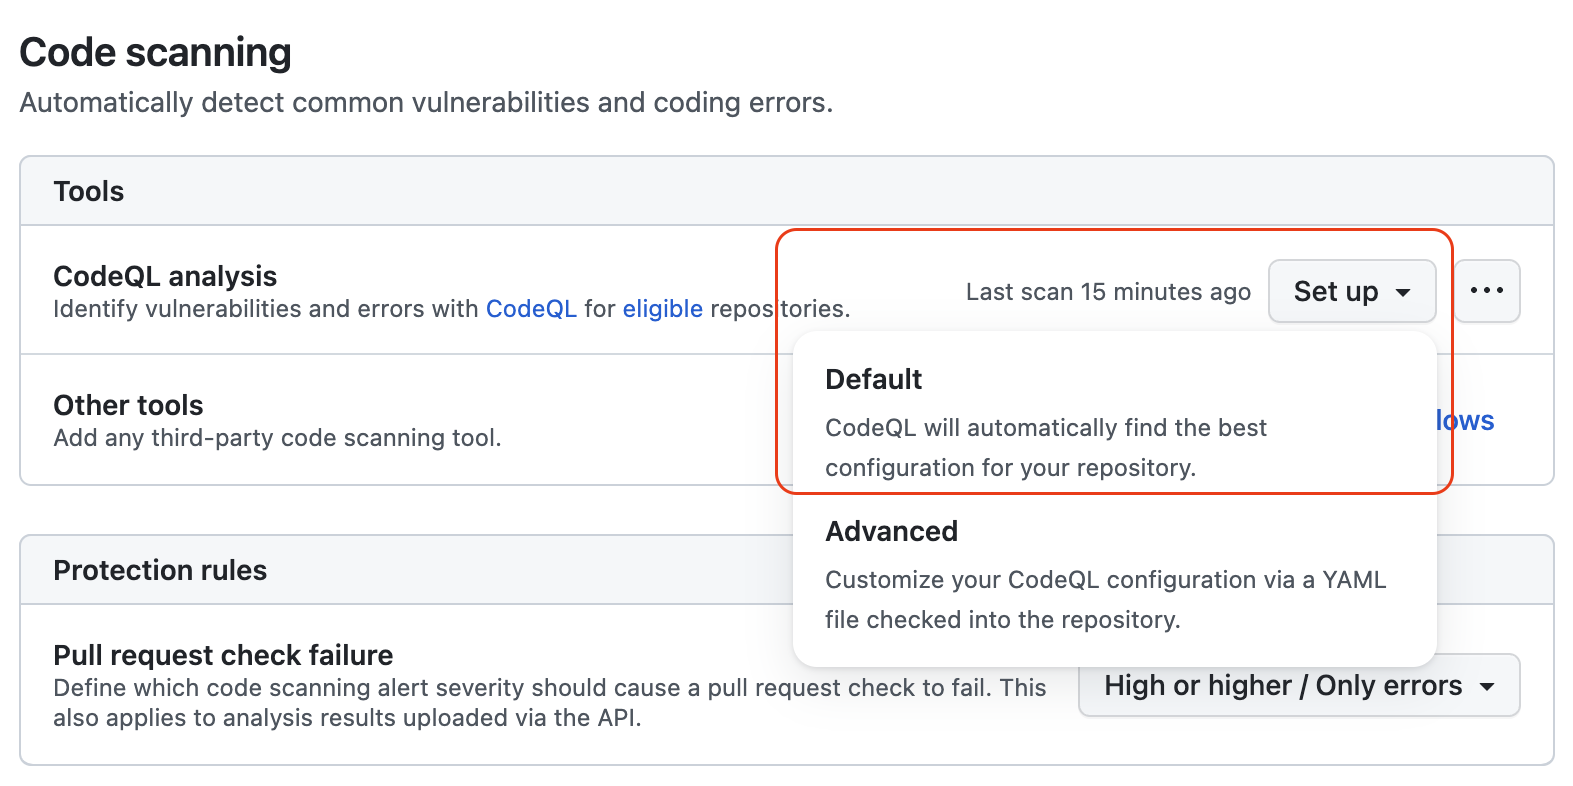 Code scanning
Automatically detect common vulnerabilities and coding errors.
Tools
CodeQL analysis
Identify vulnerabilities and errors with CodeQL for eligible repositories.
Last scan 15 minutes ago
Set up
Default
CodeQL will automatically find the best
configuration for your repository.
Advanced
Customize your CodeQL configuration via a YAML
file checked into the repository.
Other tools
Add any third-party code scanning tool.
lows
Protection rules
Pull request check failure
Define which code scanning alert severity should cause a pull request check to fail. This
also applies to analysis results uploaded via the API.
High or higher / Only errors